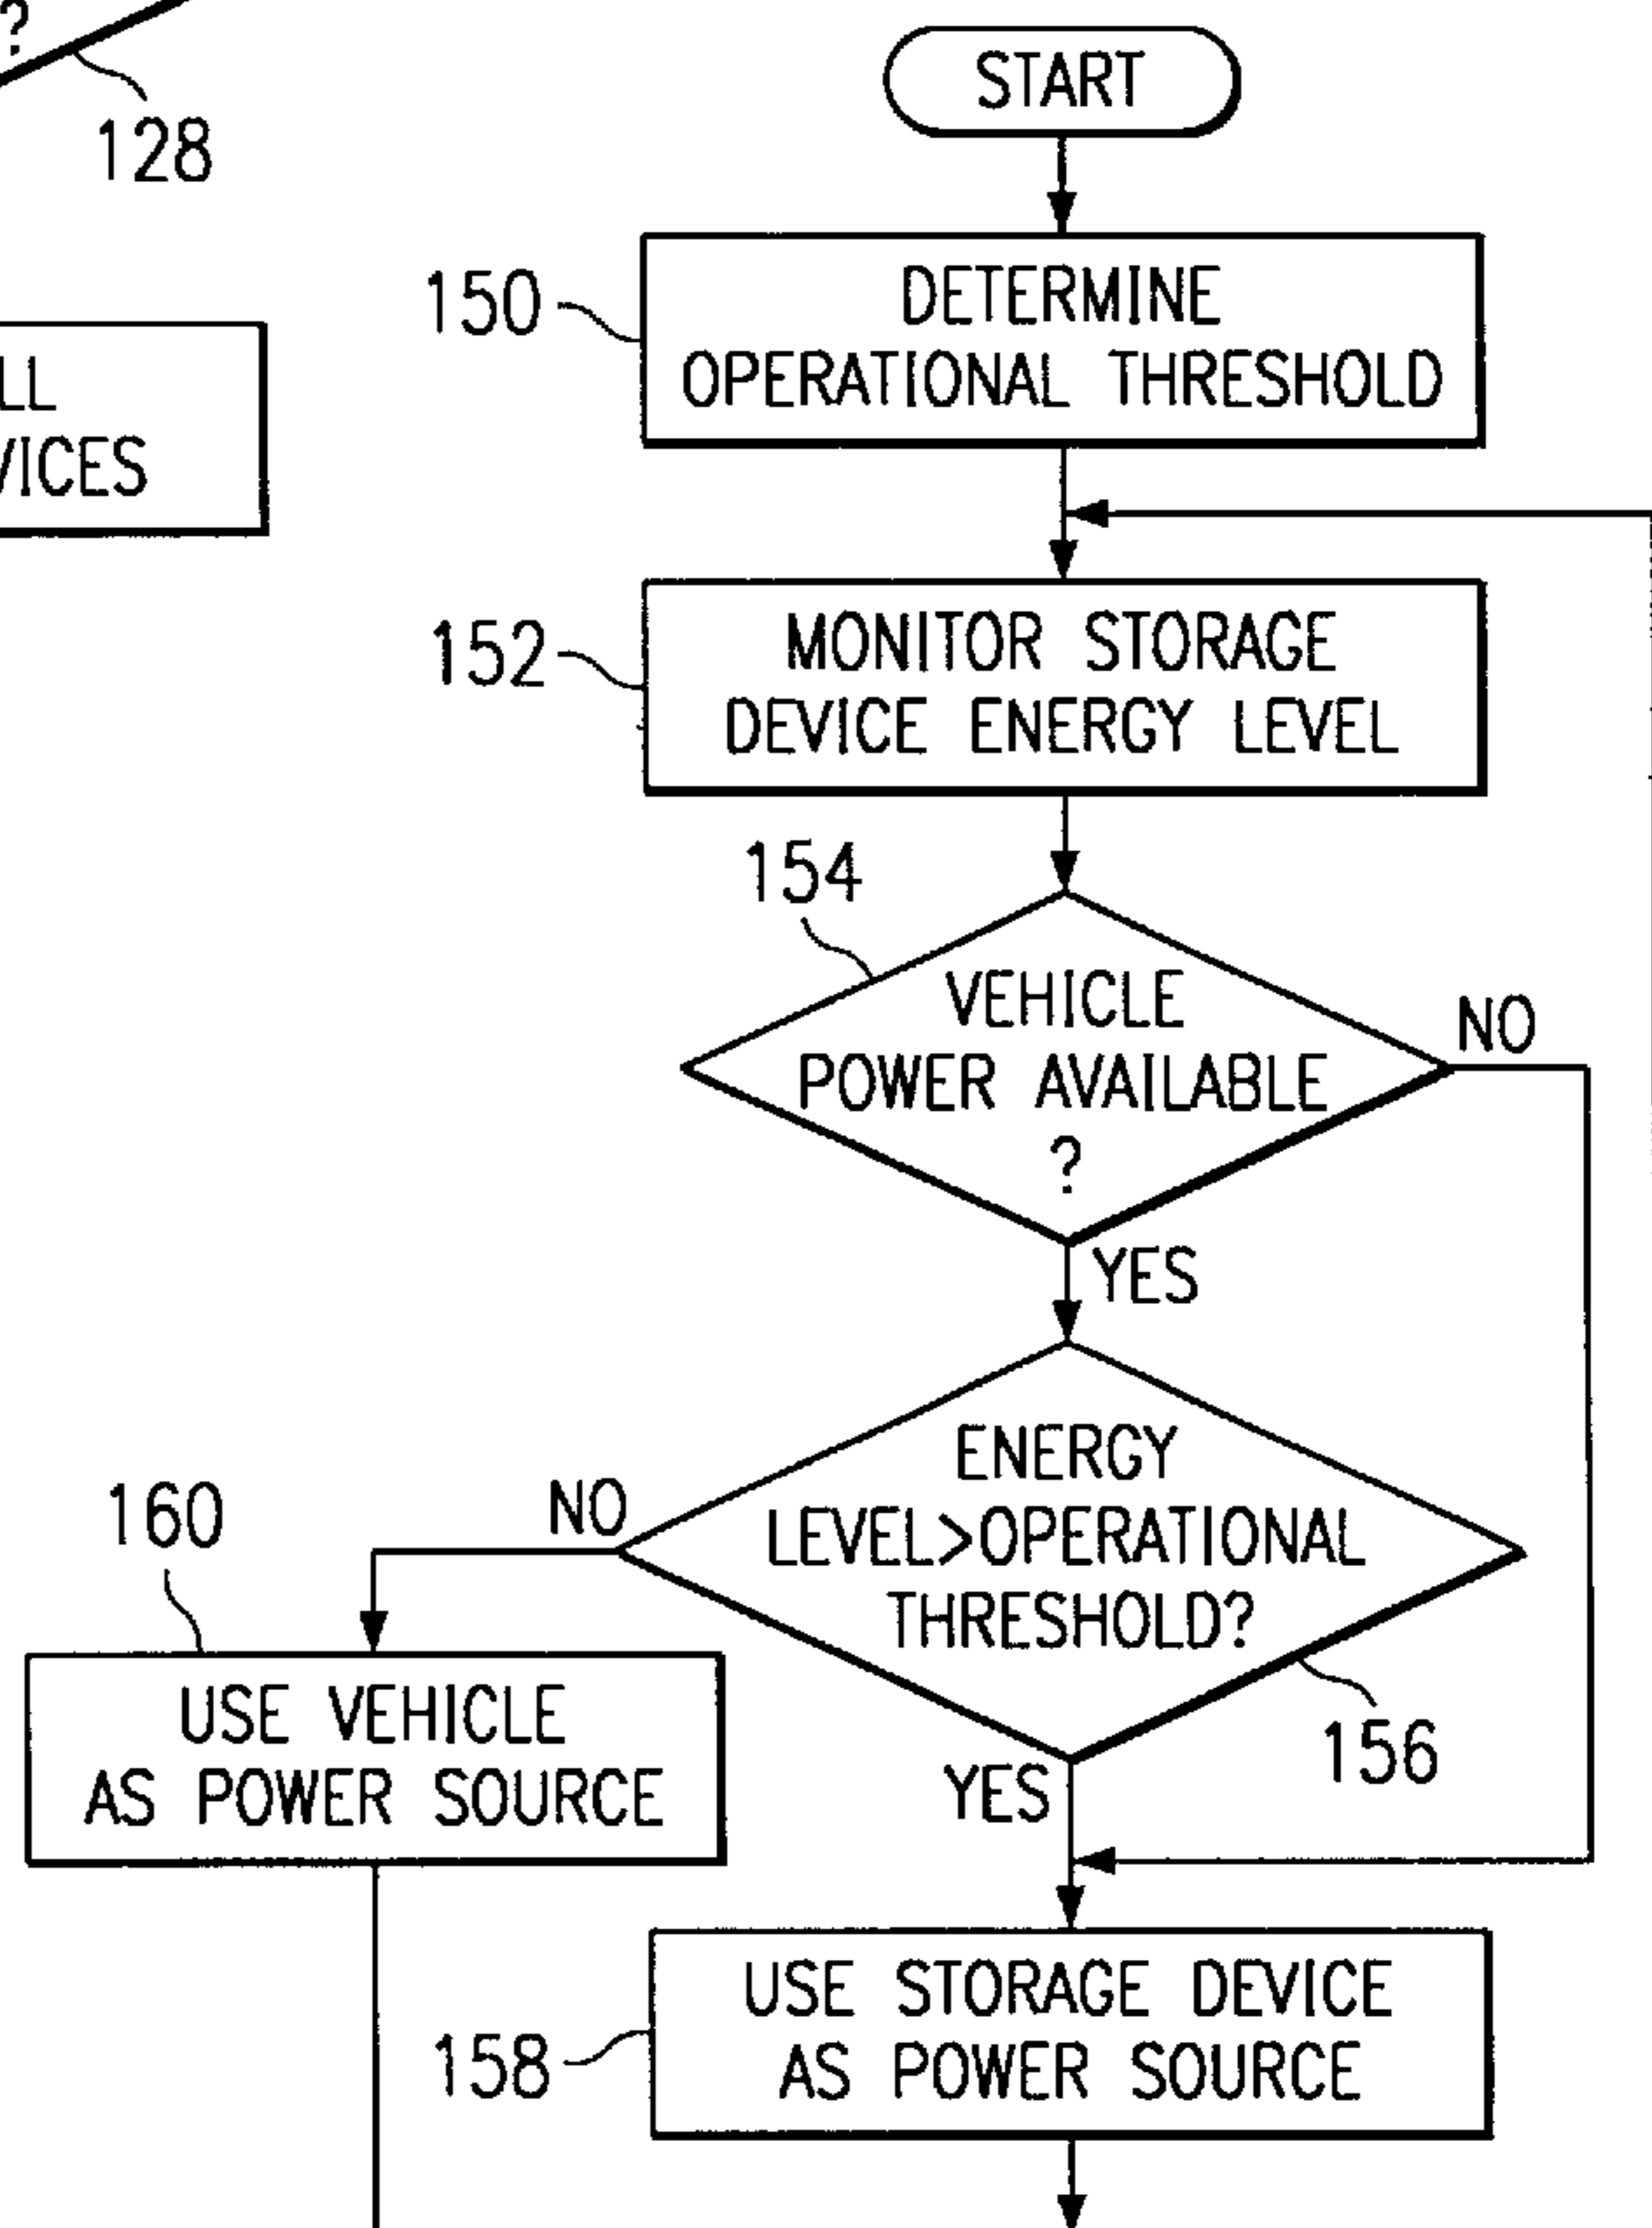 ?
128
START
150
DETERMINE
OPERATIONAL THRESHOLD
152
MONITOR STORAGE
DEVICE ENERGY LEVEL
154
VEHICLE
POWER AVAILABLE
?
NO
YES
ENERGY
LEVEL>OPERATIONAL
THRESHOLD?
NO
160
USE VEHICLE
AS POWER SOURCE
156
YES
158
USE STORAGE DEVICE
AS POWER SOURCE